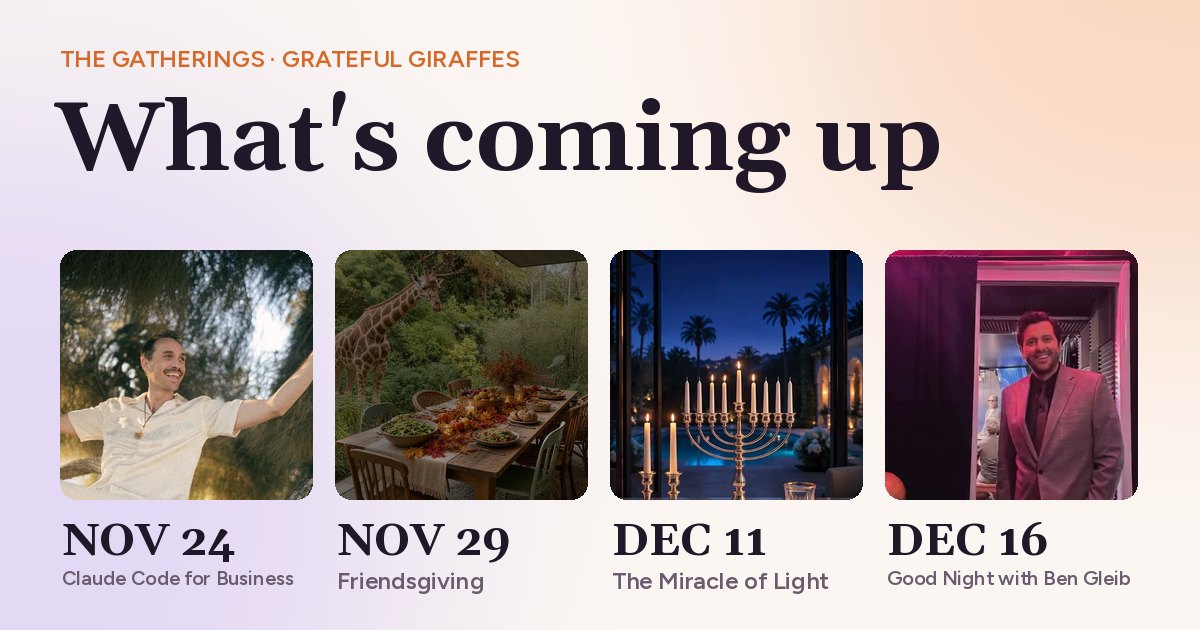 THE GATHERINGS · GRATEFUL GIRAFFES
What's coming up
NOV 24
Claude Code for Business
NOV 29
Friendsgiving
DEC 11
The Miracle of Light
DEC 16
Good Night with Ben Gleib